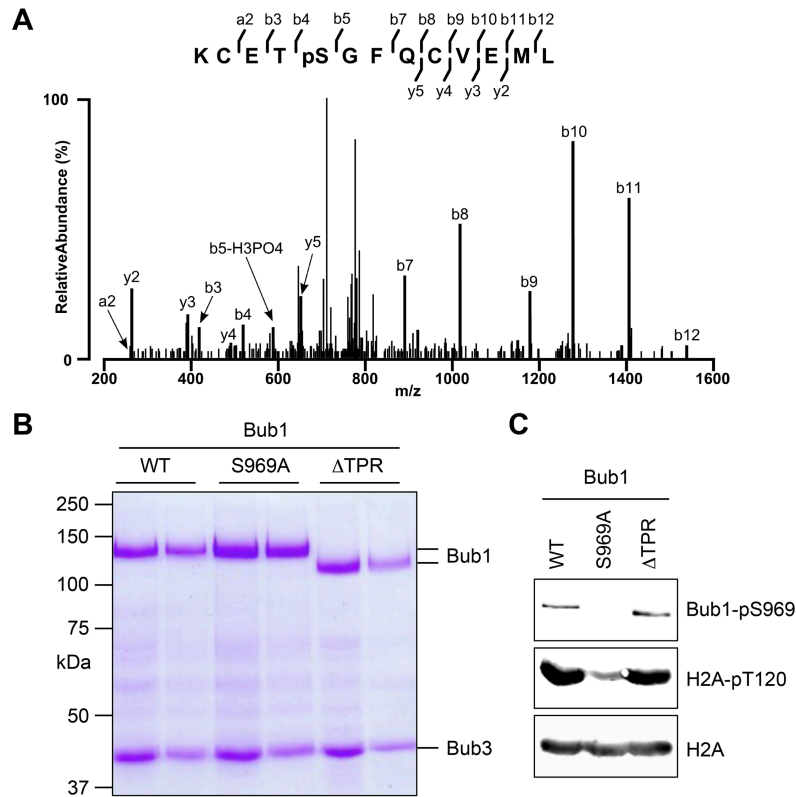 A
a2 b3 b4 b5 b7 b8 b9 b10 b11 b12
K C E T pS G F Q C V E M L
y5 y4 y3 y2
RelativeAbundance (%)
100
0
a2
y2
y3
b3
y4
b4
b5-H3PO4
y5
b7
b8
b9
b10
b11
b12
200 400 600 800 1000 1200 1400 1600
m/z
B
Bub1
WT S969A ΔTPR
250
150
100
75
kDa
50
37
Bub1
Bub3
C
Bub1
WT
S969A
ΔTPR
Bub1-pS969
H2A-pT120
H2A